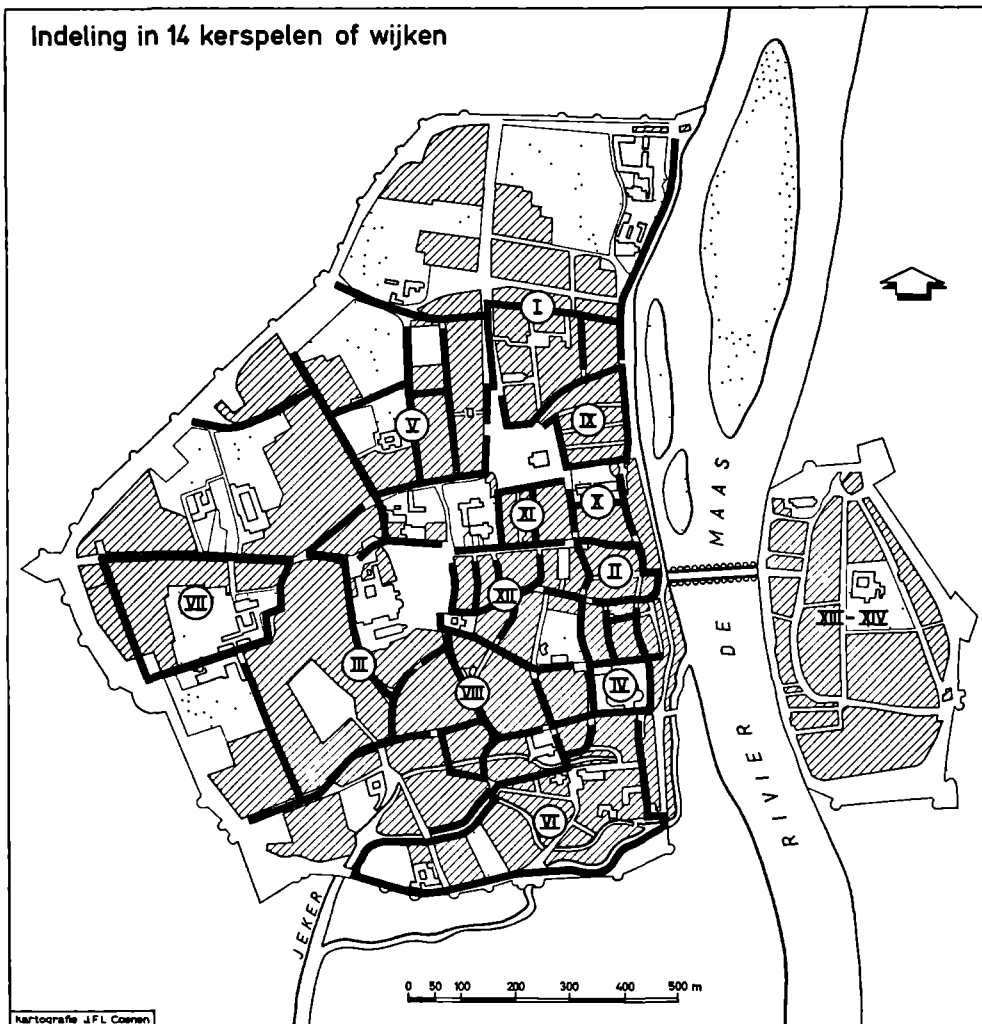 Indeling in 14 kerspelen of wijken
I
IX
V
XI
X
II
XII
VII
III
VIII
IV
VI
XIII - XIV
RIVIER DE MAAS
JEKER
0 50 100 200 300 400 500 m
kartografie J.F.L. Coenen